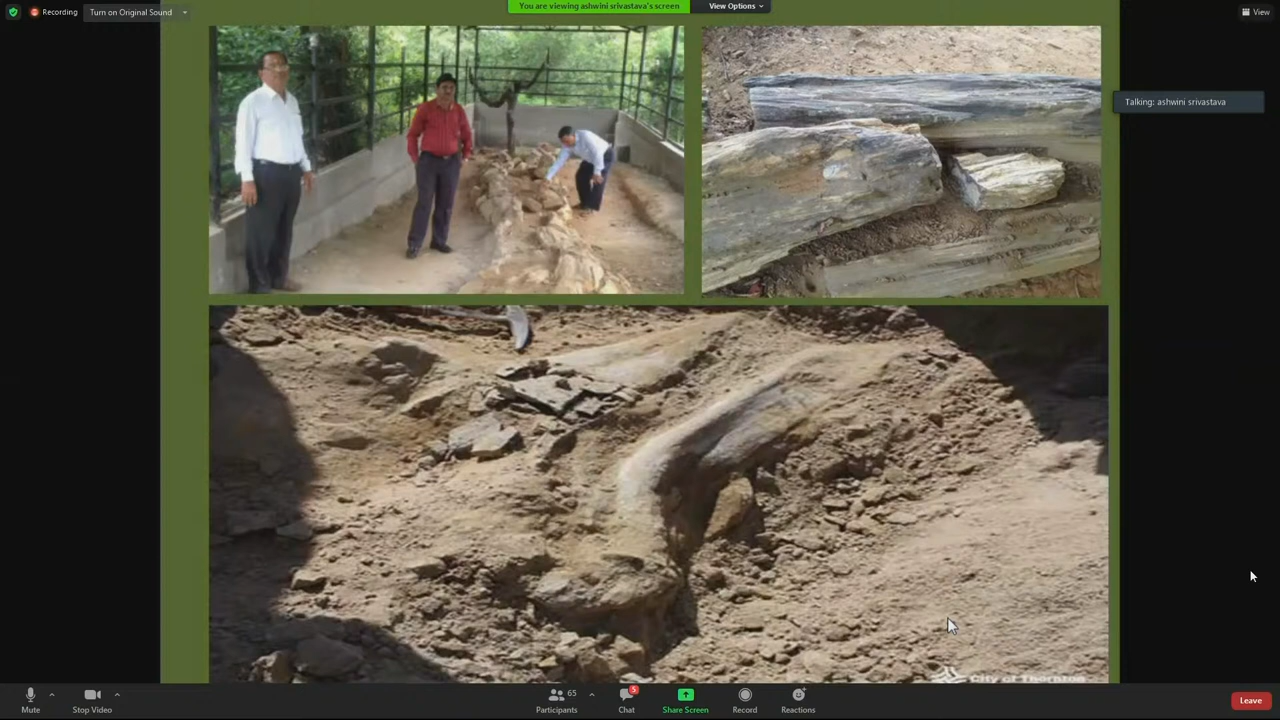 Recording
Turn on Original Sound
You are viewing ashwini srivastava's screen
View Options
View
Talking: ashwini srivastava
City of Thornton
Mute
Stop Video
65
Participants
5
Chat
Share Screen
Record
Reactions
Leave